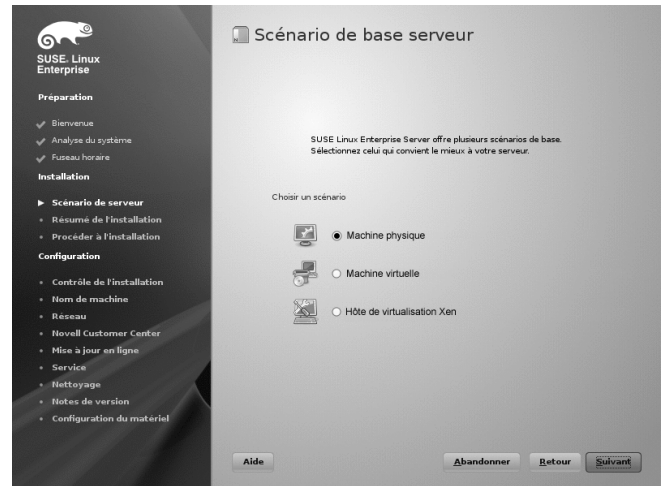 SUSE. Linux
Enterprise
Préparation
Bienvenue
Analyse du système
Fuseau horaire
Installation
Scénario de serveur
Résumé de l'installation
Procéder à l'installation
Configuration
Contrôle de l'installation
Nom de machine
Réseau
Novell Customer Center
Mise à jour en ligne
Service
Nettoyage
Notes de version
Configuration du matériel
Scénario de base serveur
SUSE Linux Enterprise Server offre plusieurs scénarios de base.
Sélectionnez celui qui convient le mieux à votre serveur.
Choisir un scénario
Machine physique
Machine virtuelle
Hôte de virtualisation Xen
Aide
Abandonner
Retour
Suivant